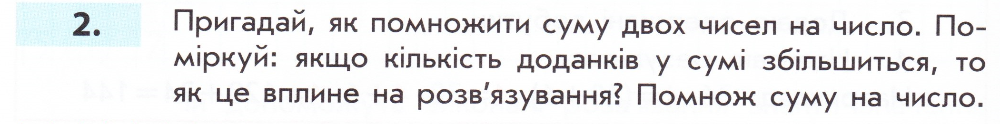 2. Пригадай, як помножити суму двох чисел на число. По-
міркуй: якщо кількість доданків у сумі збільшиться, то
як це вплине на розв'язування? Помнож суму на число.